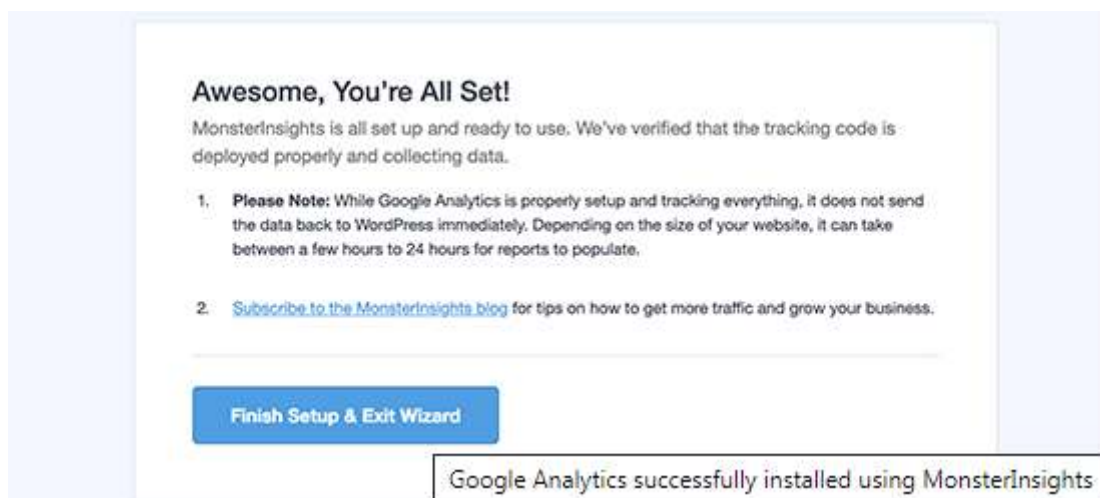 Awesome, You're All Set!
MonsterInsights is all set up and ready to use. We've verified that the tracking code is
deployed properly and collecting data.
1. Please Note: While Google Analytics is properly setup and tracking everything, it does not send
the data back to WordPress immediately. Depending on the size of your website, it can take
between a few hours to 24 hours for reports to populate.
2. Subscribe to the MonsterInsights blog for tips on how to get more traffic and grow your business.
Finish Setup & Exit Wizard
Google Analytics successfully installed using MonsterInsights